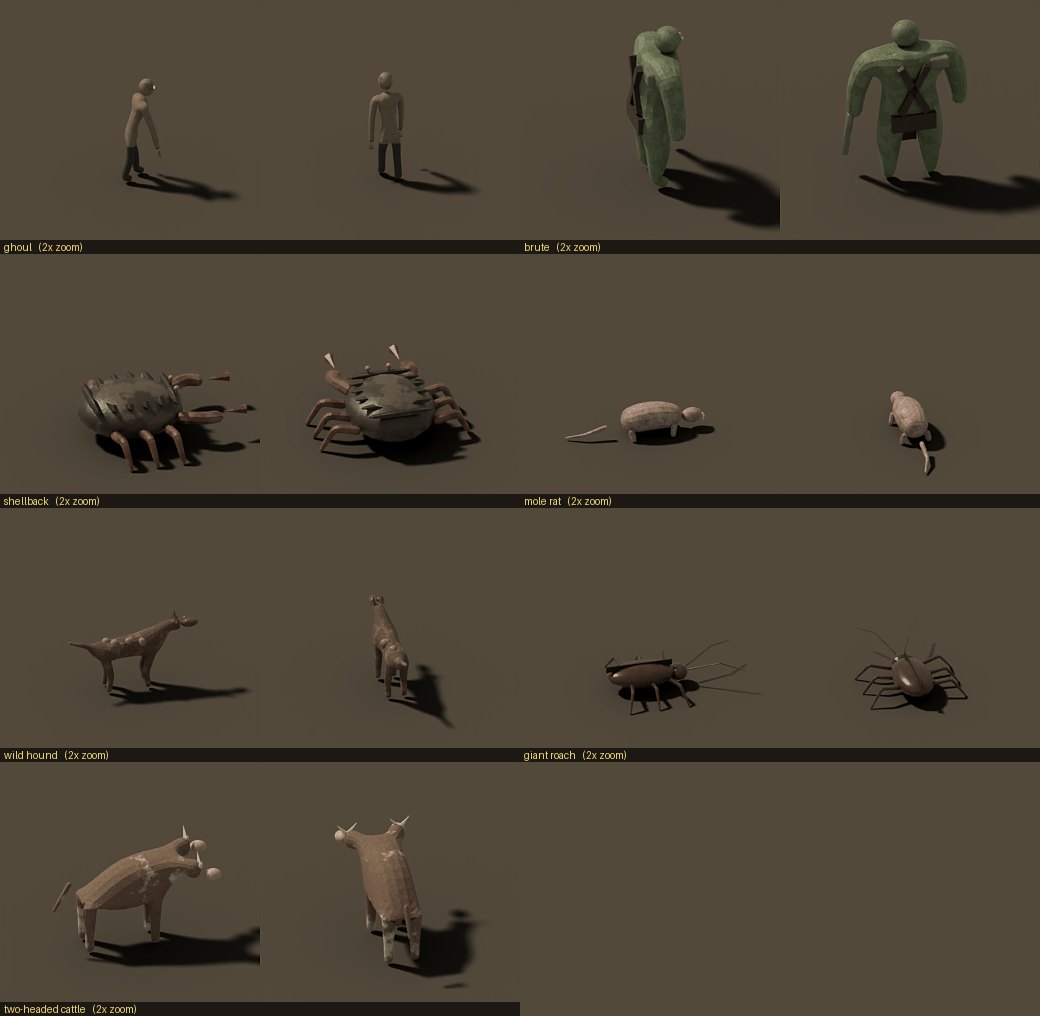 ghoul (2x zoom)
brute (2x zoom)
shellback (2x zoom)
mole rat (2x zoom)
wild hound (2x zoom)
giant roach (2x zoom)
two-headed cattle (2x zoom)